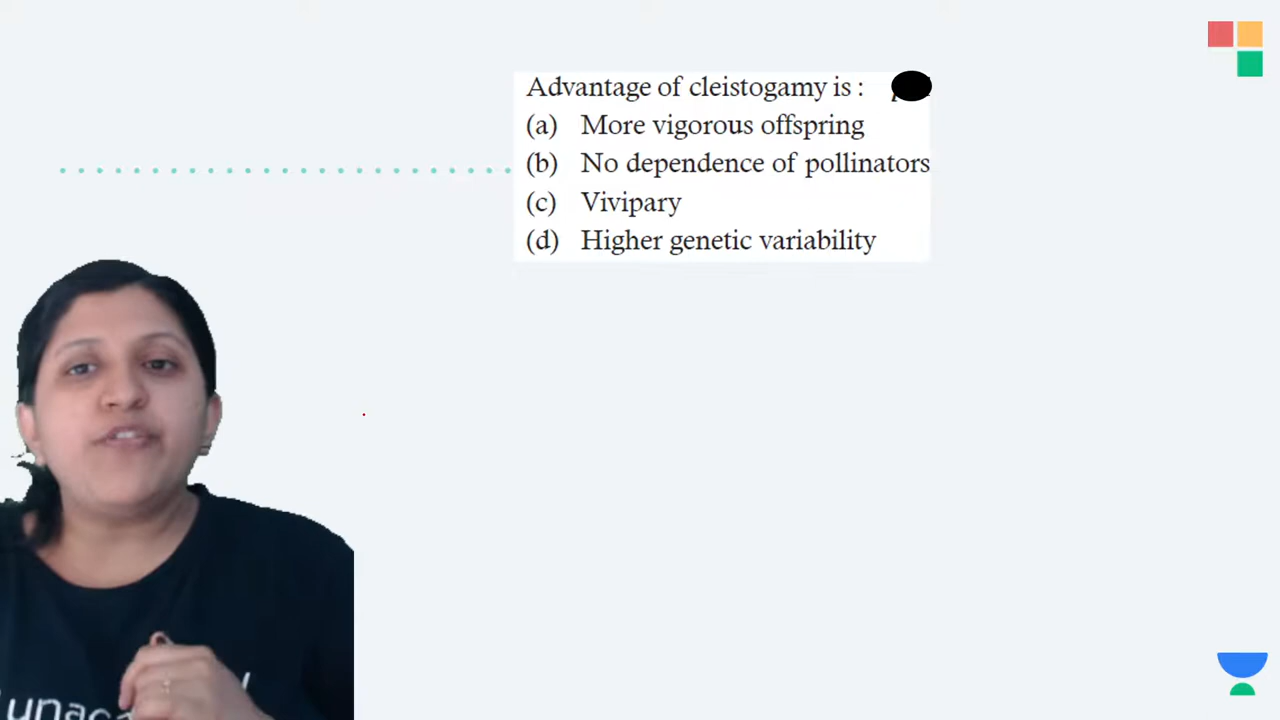 Advantage of cleistogamy is :
(a) More vigorous offspring
(b) No dependence of pollinators
(c) Vivipary
(d) Higher genetic variability